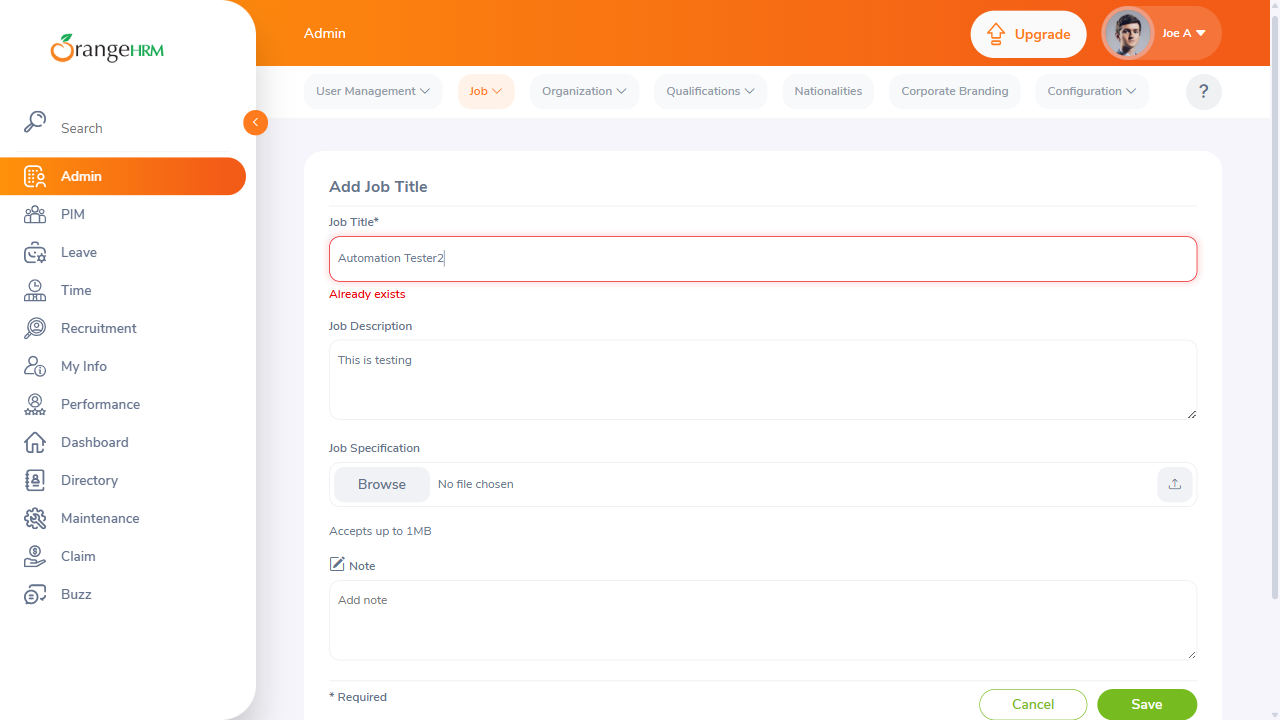 OrangeHRM
Search
Admin
PIM
Leave
Time
Recruitment
My Info
Performance
Dashboard
Directory
Maintenance
Claim
Buzz
Admin
Upgrade
Joe A
User Management
Job
Organization
Qualifications
Nationalities
Corporate Branding
Configuration
?
Add Job Title
Job Title*
Automation Tester2
Already exists
Job Description
This is testing
Job Specification
Browse
No file chosen
Accepts up to 1MB
Note
Add note
* Required
Cancel
Save